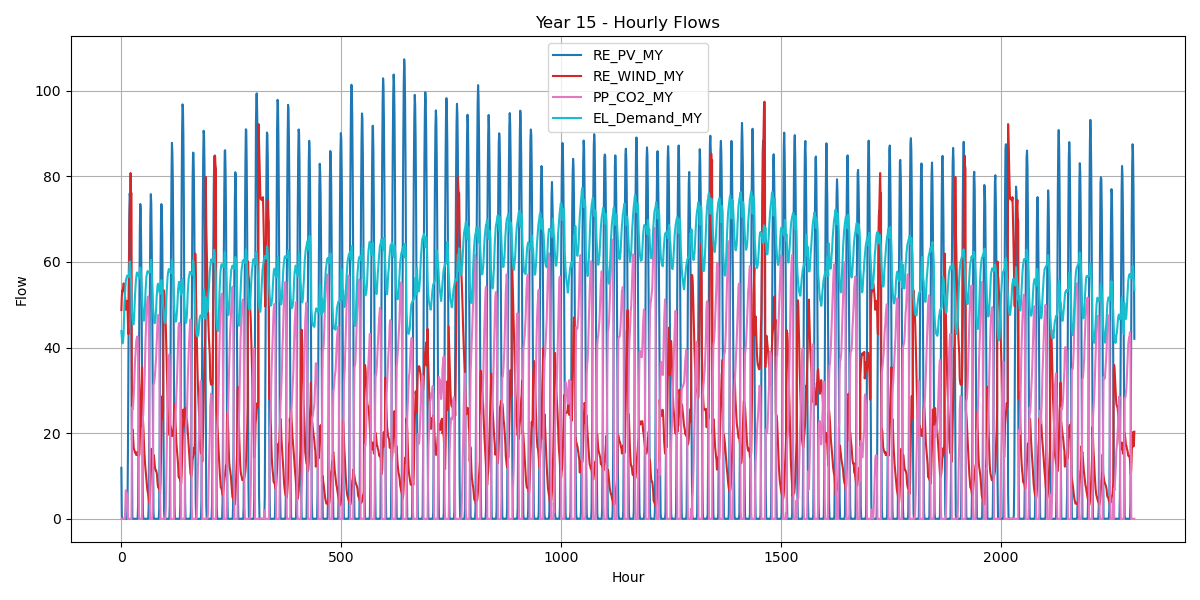 Year 15 - Hourly Flows
RE_PV_MY
RE_WIND_MY
PP_CO2_MY
EL_Demand_MY
Flow
100
80
60
40
20
0
0 500 1000 1500 2000
Hour